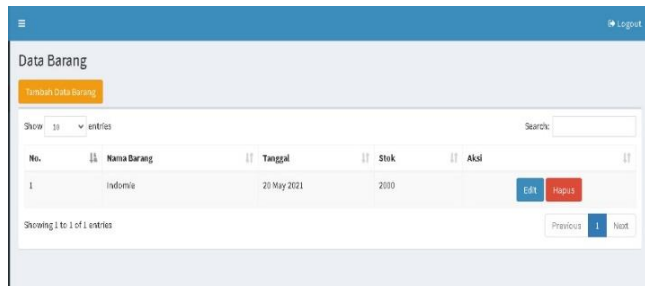 Logout
Data Barang
Tambah Data Barang
Show 10 entries Search:
No. Nama Barang Tanggal Stok Aksi
1 Indomie 20 May 2021 2000 Edit Hapus
Showing 1 to 1 of 1 entries Previous 1 Next